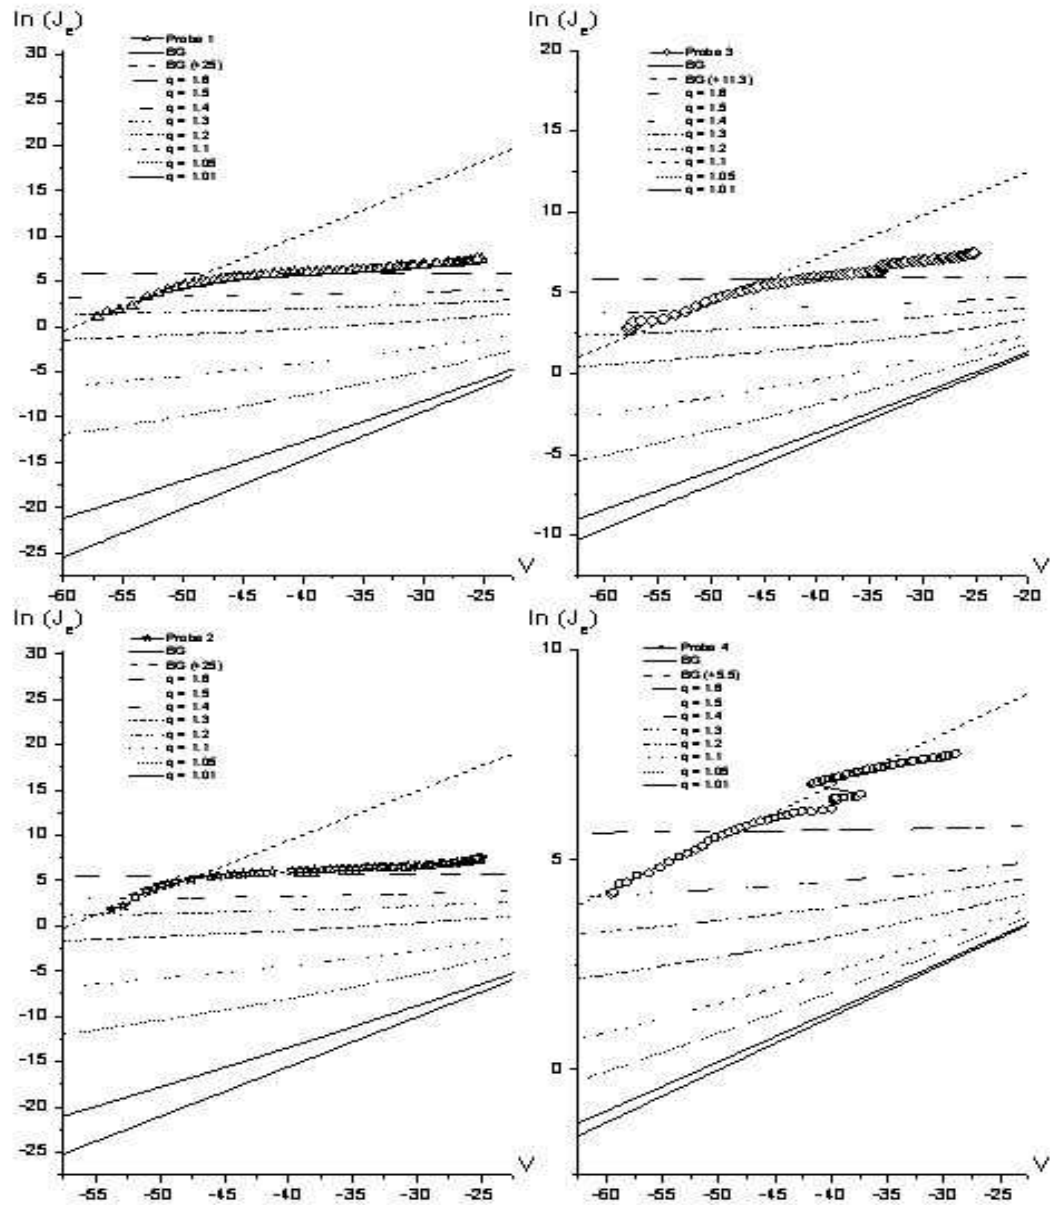 ln (Jₑ)
30
25
20
15
10
5
0
-5
-10
-15
-20
-25
Probe 1
BG
BG (+25)
q = 1.6
q = 1.5
q = 1.4
q = 1.3
q = 1.2
q = 1.1
q = 1.05
q = 1.01
V
-60 -55 -50 -45 -40 -35 -30 -25
ln (Jₑ)
20
15
10
5
0
-5
-10
Probe 3
BG
BG (+11.3)
q = 1.6
q = 1.5
q = 1.4
q = 1.3
q = 1.2
q = 1.1
q = 1.05
q = 1.01
V
-60 -55 -50 -45 -40 -35 -30 -25 -20
ln (Jₑ)
30
25
20
15
10
5
0
-5
-10
-15
-20
-25
Probe 2
BG
BG (+25)
q = 1.6
q = 1.5
q = 1.4
q = 1.3
q = 1.2
q = 1.1
q = 1.05
q = 1.01
V
-55 -50 -45 -40 -35 -30 -25
ln (Jₑ)
10
5
0
Probe 4
BG
BG (+5.5)
q = 1.6
q = 1.5
q = 1.4
q = 1.3
q = 1.2
q = 1.1
q = 1.05
q = 1.01
V
-60 -55 -50 -45 -40 -35 -30 -25